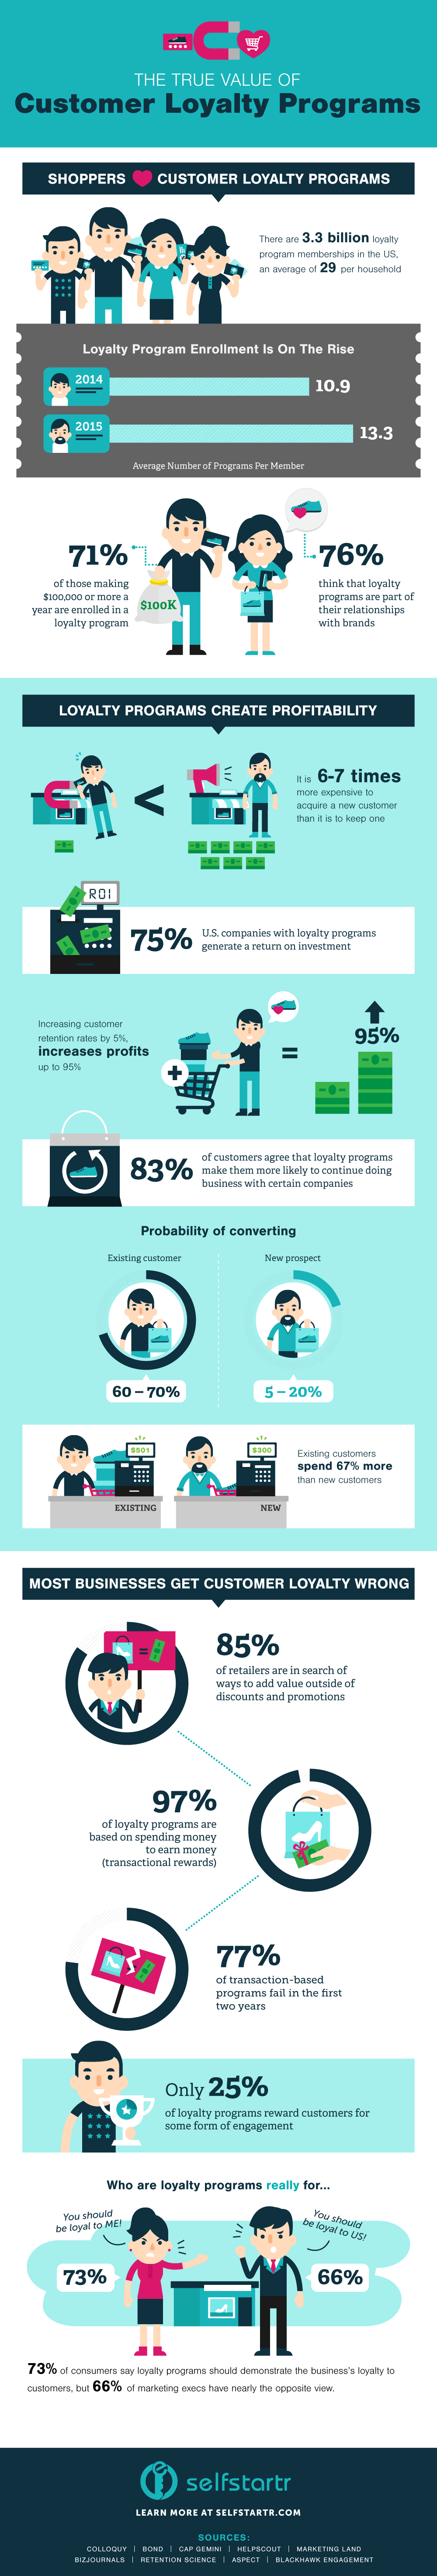 THE TRUE VALUE OF
Customer Loyalty Programs
SHOPPERS CUSTOMER LOYALTY PROGRAMS
There are 3.3 billion loyalty
program memberships in the US,
an average of 29 per household
Loyalty Program Enrollment Is On The Rise
2014
10.9
2015
13.3
Average Number of Programs Per Member
71%
of those making
$100,000 or more a
year are enrolled in a
loyalty program
$100K
76%
think that loyalty
programs are part of
their relationships
with brands
LOYALTY PROGRAMS CREATE PROFITABILITY
<
It is 6-7 times
more expensive to
acquire a new customer
than it is to keep one
ROI
75%
U.S. companies with loyalty programs
generate a return on investment
Increasing customer
retention rates by 5%,
increases profits
up to 95%
+
=
95%
83%
of customers agree that loyalty programs
make them more likely to continue doing
business with certain companies
Probability of converting
Existing customer
New prospect
60 – 70%
5 – 20%
$501
EXISTING
$300
NEW
Existing customers
spend 67% more
than new customers
MOST BUSINESSES GET CUSTOMER LOYALTY WRONG
=
85%
of retailers are in search of
ways to add value outside of
discounts and promotions
97%
of loyalty programs are
based on spending money
to earn money
(transactional rewards)
77%
of transaction-based
programs fail in the first
two years
Only 25%
of loyalty programs reward customers for
some form of engagement
Who are loyalty programs really for...
You should
be loyal to ME!
You should
be loyal to US!
73%
66%
73% of consumers say loyalty programs should demonstrate the business's loyalty to
customers, but 66% of marketing execs have nearly the opposite view.
selfstartr
LEARN MORE AT SELFSTARTR.COM
SOURCES:
COLLOQUY | BOND | CAP GEMINI | HELPSCOUT | MARKETING LAND
BIZJOURNALS | RETENTION SCIENCE | ASPECT | BLACKHAWK ENGAGEMENT